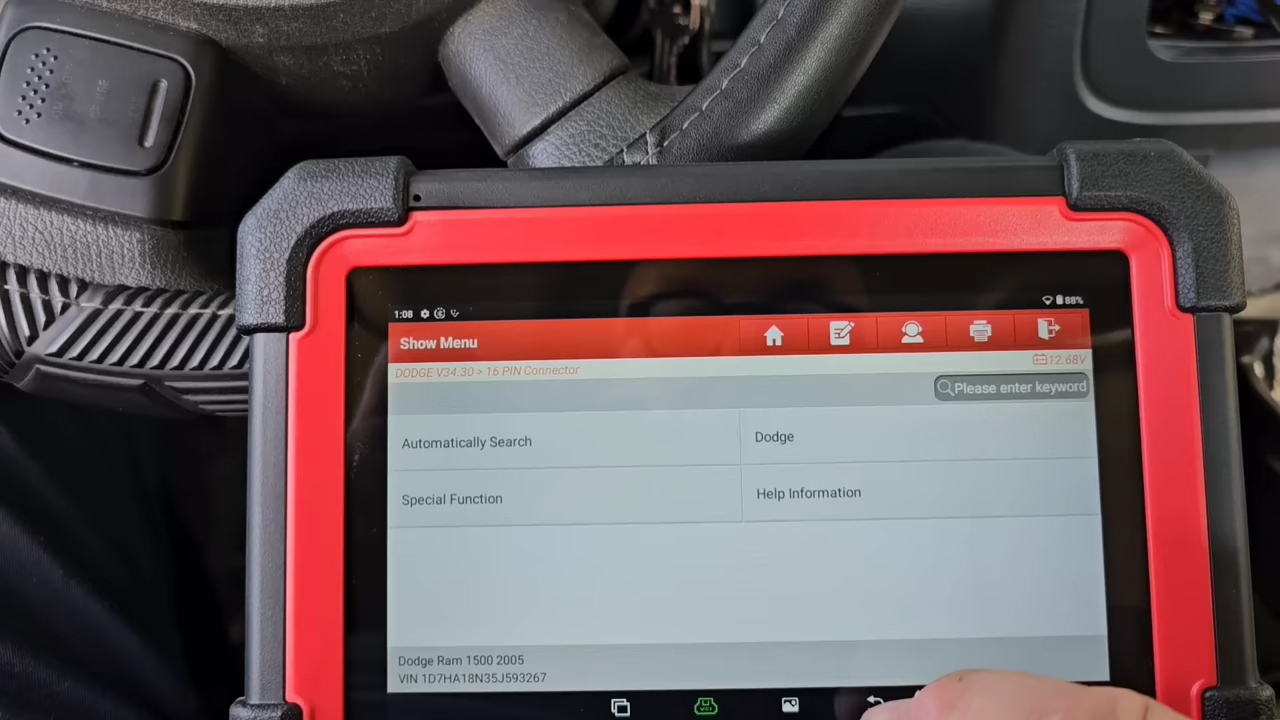 1:08
88%
Show Menu
DODGE V34.30 > 16 PIN Connector
12.68V
Please enter keyword
Automatically Search
Dodge
Special Function
Help Information
Dodge Ram 1500 2005
VIN 1D7HA18N35J593267
VCI